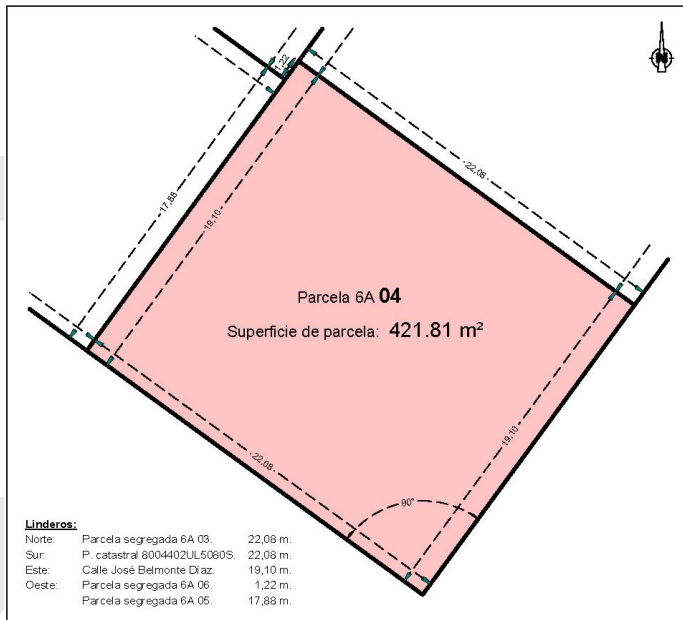 N
1,22
22,08
17,88
19,10
Parcela 6A 04
Superficie de parcela: 421.81 m²
19,10
22,08
90°
Linderos:
Norte: Parcela segregada 6A 03. 22,08 m.
Sur: P. catastral 8004402UL5080S. 22,08 m.
Este: Calle José Belmonte Díaz. 19,10 m.
Oeste: Parcela segregada 6A 06. 1,22 m.
Parcela segregada 6A 05. 17,88 m.